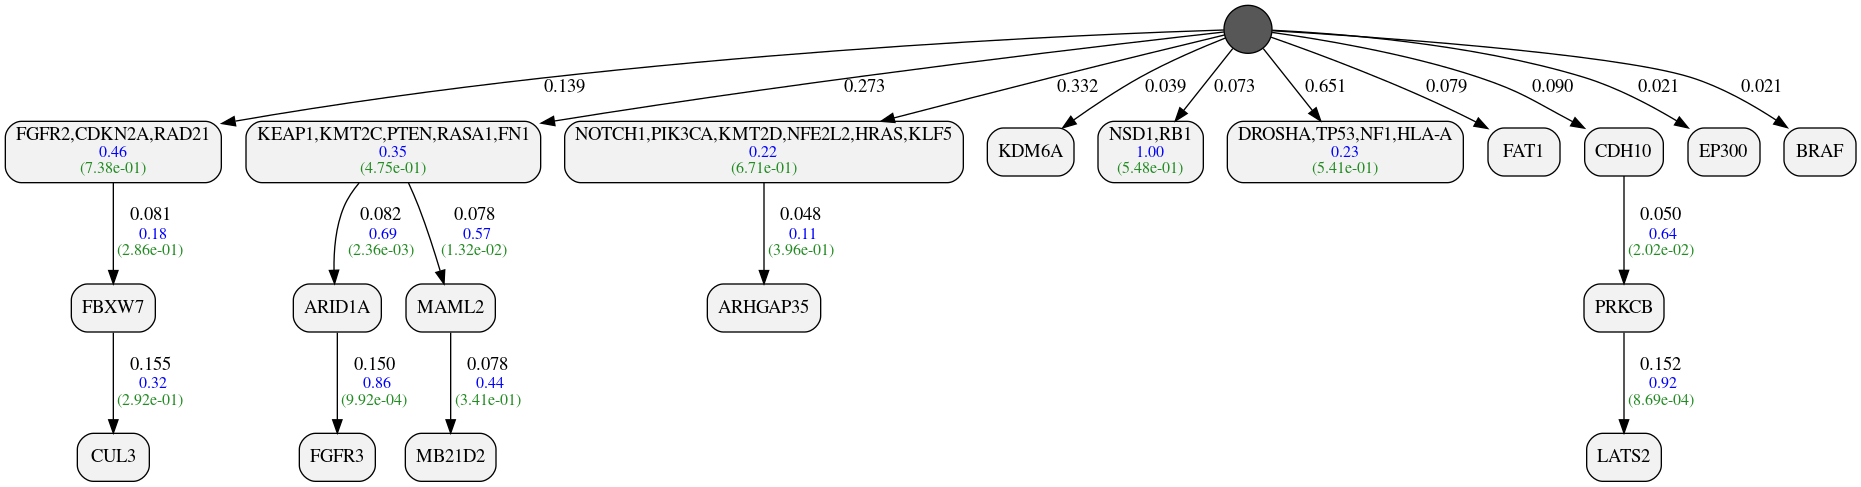 0.139
0.273
0.332
0.039
0.073
0.651
0.079
0.090
0.021
0.021
FGFR2,CDKN2A,RAD21
0.46
(7.38e-01)
KEAP1,KMT2C,PTEN,RASA1,FN1
0.35
(4.75e-01)
NOTCH1,PIK3CA,KMT2D,NFE2L2,HRAS,KLF5
0.22
(6.71e-01)
KDM6A
NSD1,RB1
1.00
(5.48e-01)
DROSHA,TP53,NF1,HLA-A
0.23
(5.41e-01)
FAT1
CDH10
EP300
BRAF
0.081
0.18
(2.86e-01)
0.082
0.69
(2.36e-03)
0.078
0.57
(1.32e-02)
0.048
0.11
(3.96e-01)
0.050
0.64
(2.02e-02)
FBXW7
ARID1A
MAML2
ARHGAP35
PRKCB
0.155
0.32
(2.92e-01)
0.150
0.86
(9.92e-04)
0.078
0.44
(3.41e-01)
0.152
0.92
(8.69e-04)
CUL3
FGFR3
MB21D2
LATS2